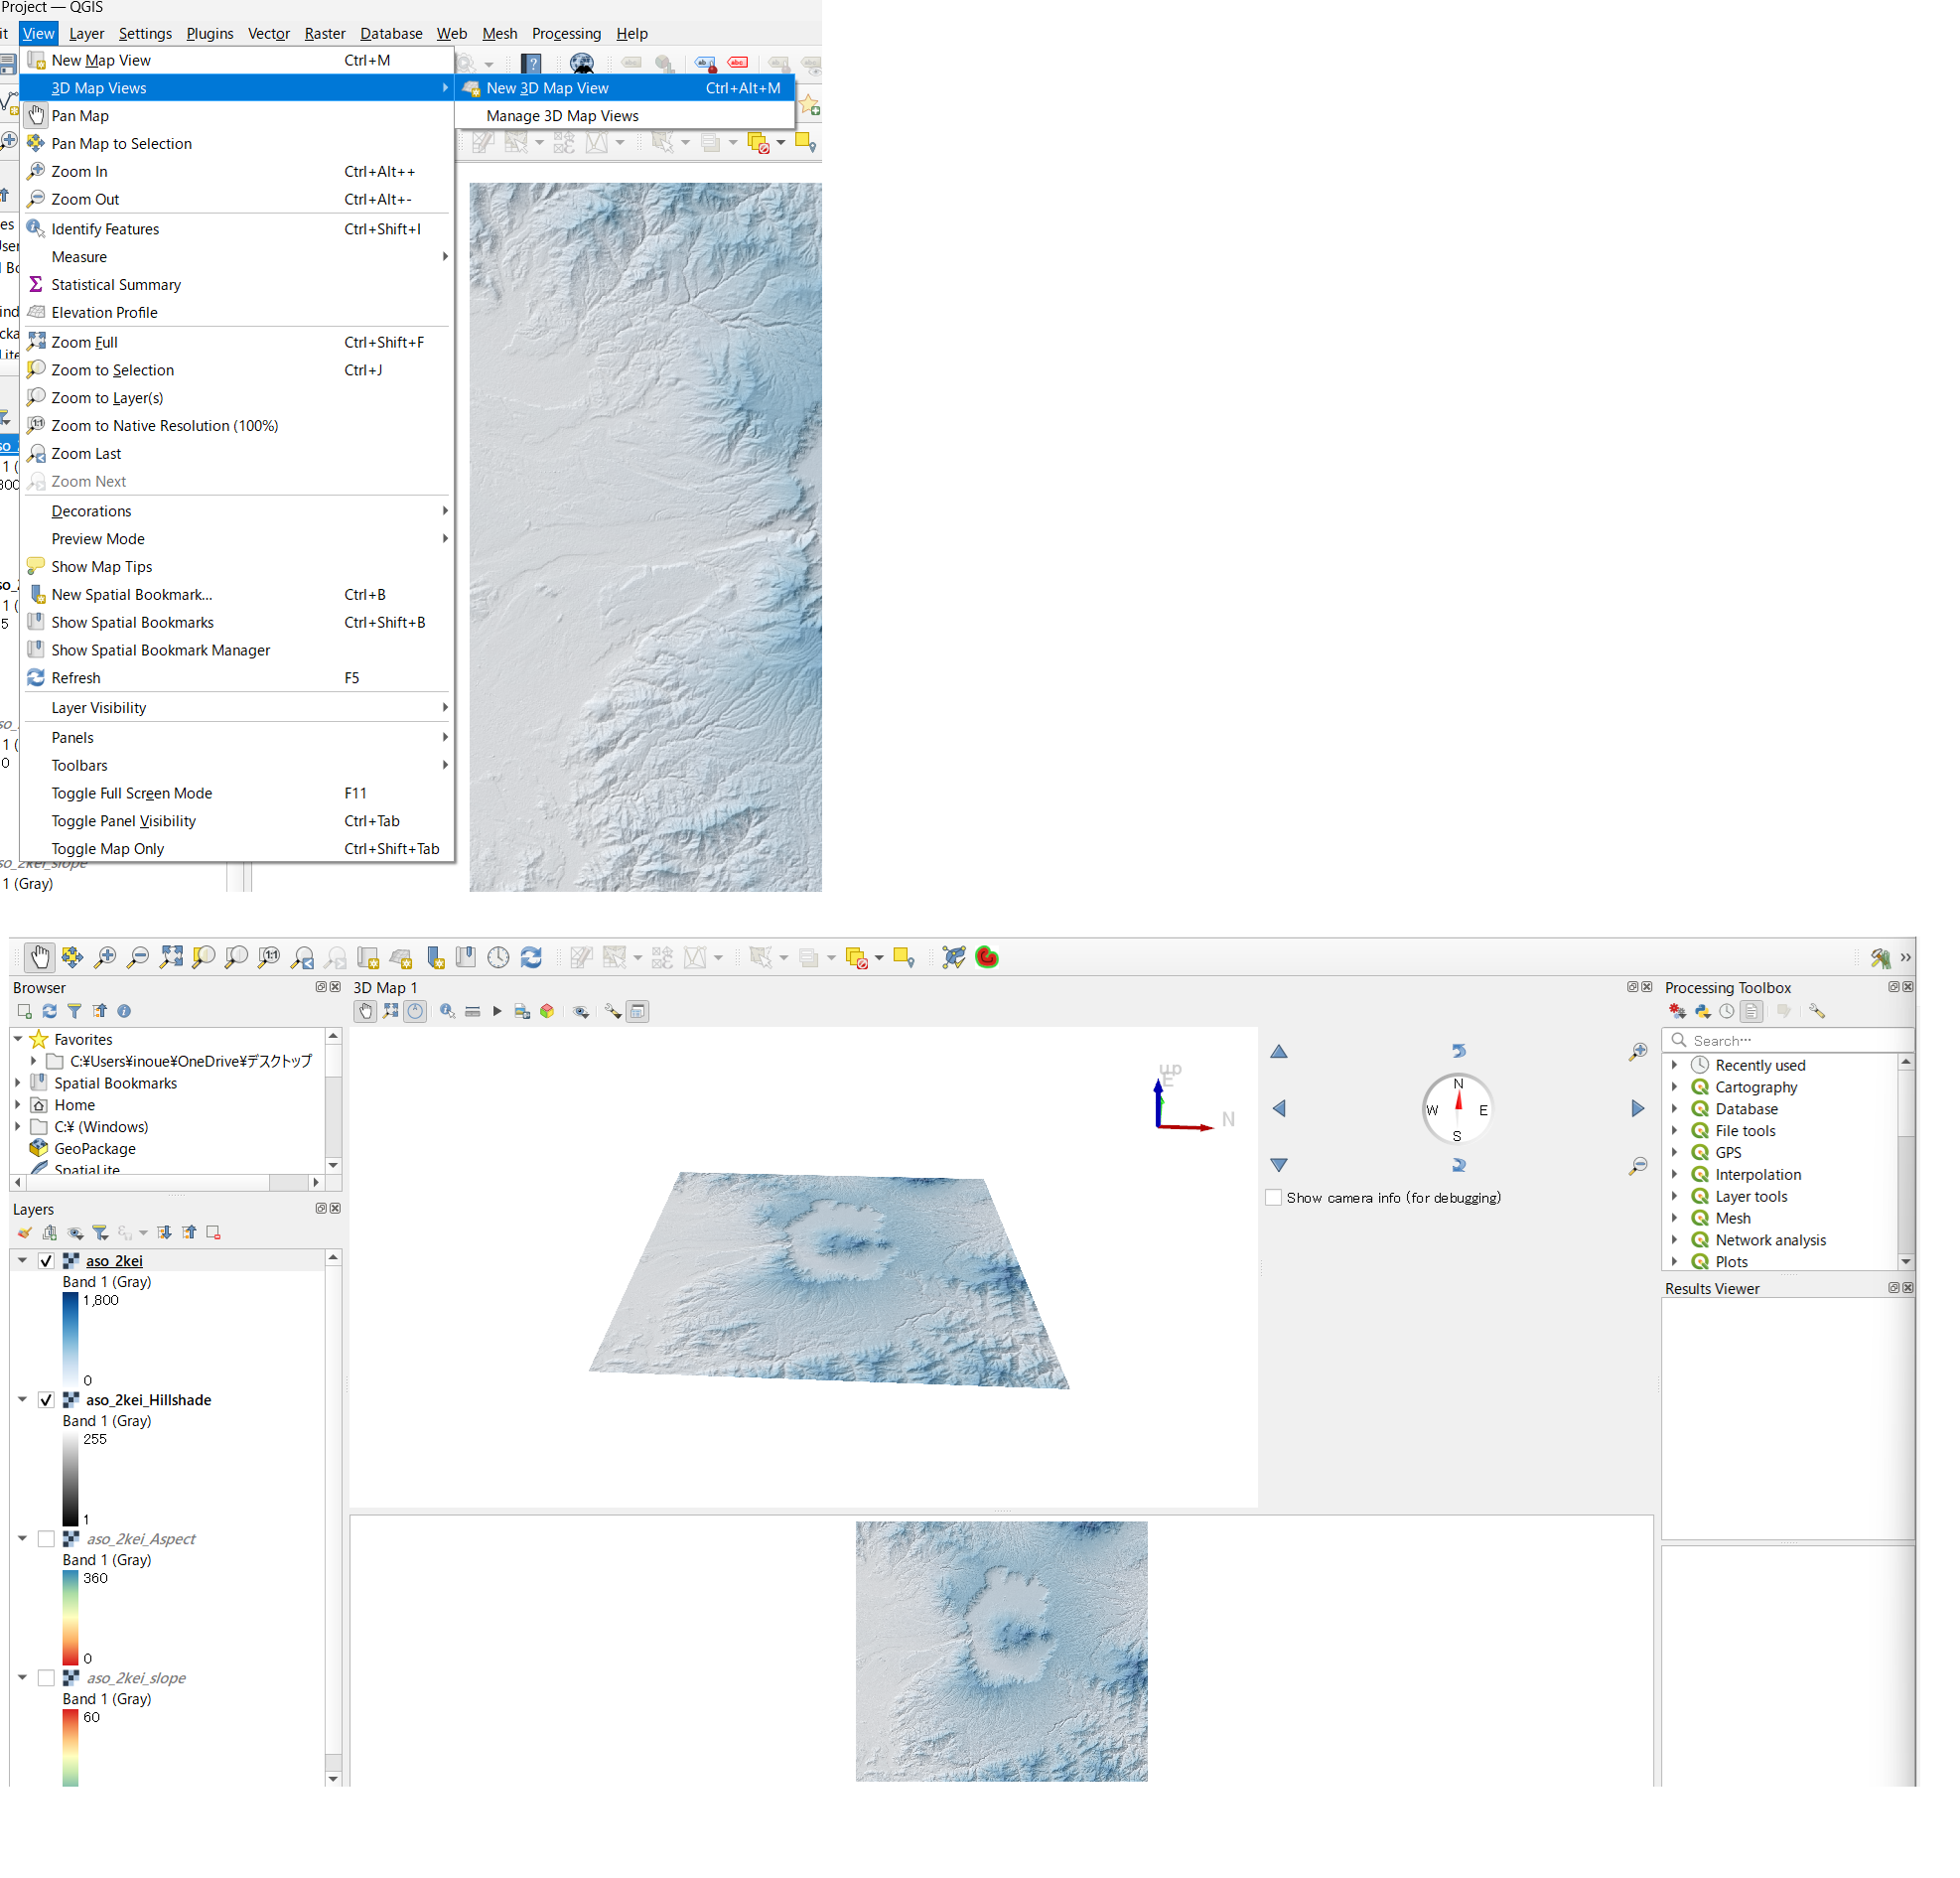 Project — QGIS
it View Layer Settings Plugins Vector Raster Database Web Mesh Processing Help
New Map View Ctrl+M
3D Map Views
New 3D Map View Ctrl+Alt+M
Manage 3D Map Views
Pan Map
Pan Map to Selection
Zoom In Ctrl+Alt++
Zoom Out Ctrl+Alt+-
Identify Features Ctrl+Shift+I
Measure
Statistical Summary
Elevation Profile
Zoom Full Ctrl+Shift+F
Zoom to Selection Ctrl+J
Zoom to Layer(s)
Zoom to Native Resolution (100%)
Zoom Last
Zoom Next
Decorations
Preview Mode
Show Map Tips
New Spatial Bookmark... Ctrl+B
Show Spatial Bookmarks Ctrl+Shift+B
Show Spatial Bookmark Manager
Refresh F5
Layer Visibility
Panels
Toolbars
Toggle Full Screen Mode F11
Toggle Panel Visibility Ctrl+Tab
Toggle Map Only Ctrl+Shift+Tab
so_2kei_slope
1 (Gray)
Browser
Favorites
C:¥Users¥inoue¥OneDrive¥デスクトップ
Spatial Bookmarks
Home
C:¥ (Windows)
GeoPackage
SpatiaLite
Layers
aso_2kei
Band 1 (Gray)
1,800
0
aso_2kei_Hillshade
Band 1 (Gray)
255
1
aso_2kei_Aspect
Band 1 (Gray)
360
0
aso_2kei_slope
Band 1 (Gray)
60
3D Map 1
up
E
N
N
W E
S
Show camera info (for debugging)
Processing Toolbox
Search…
Recently used
Cartography
Database
File tools
GPS
Interpolation
Layer tools
Mesh
Network analysis
Plots
Results Viewer